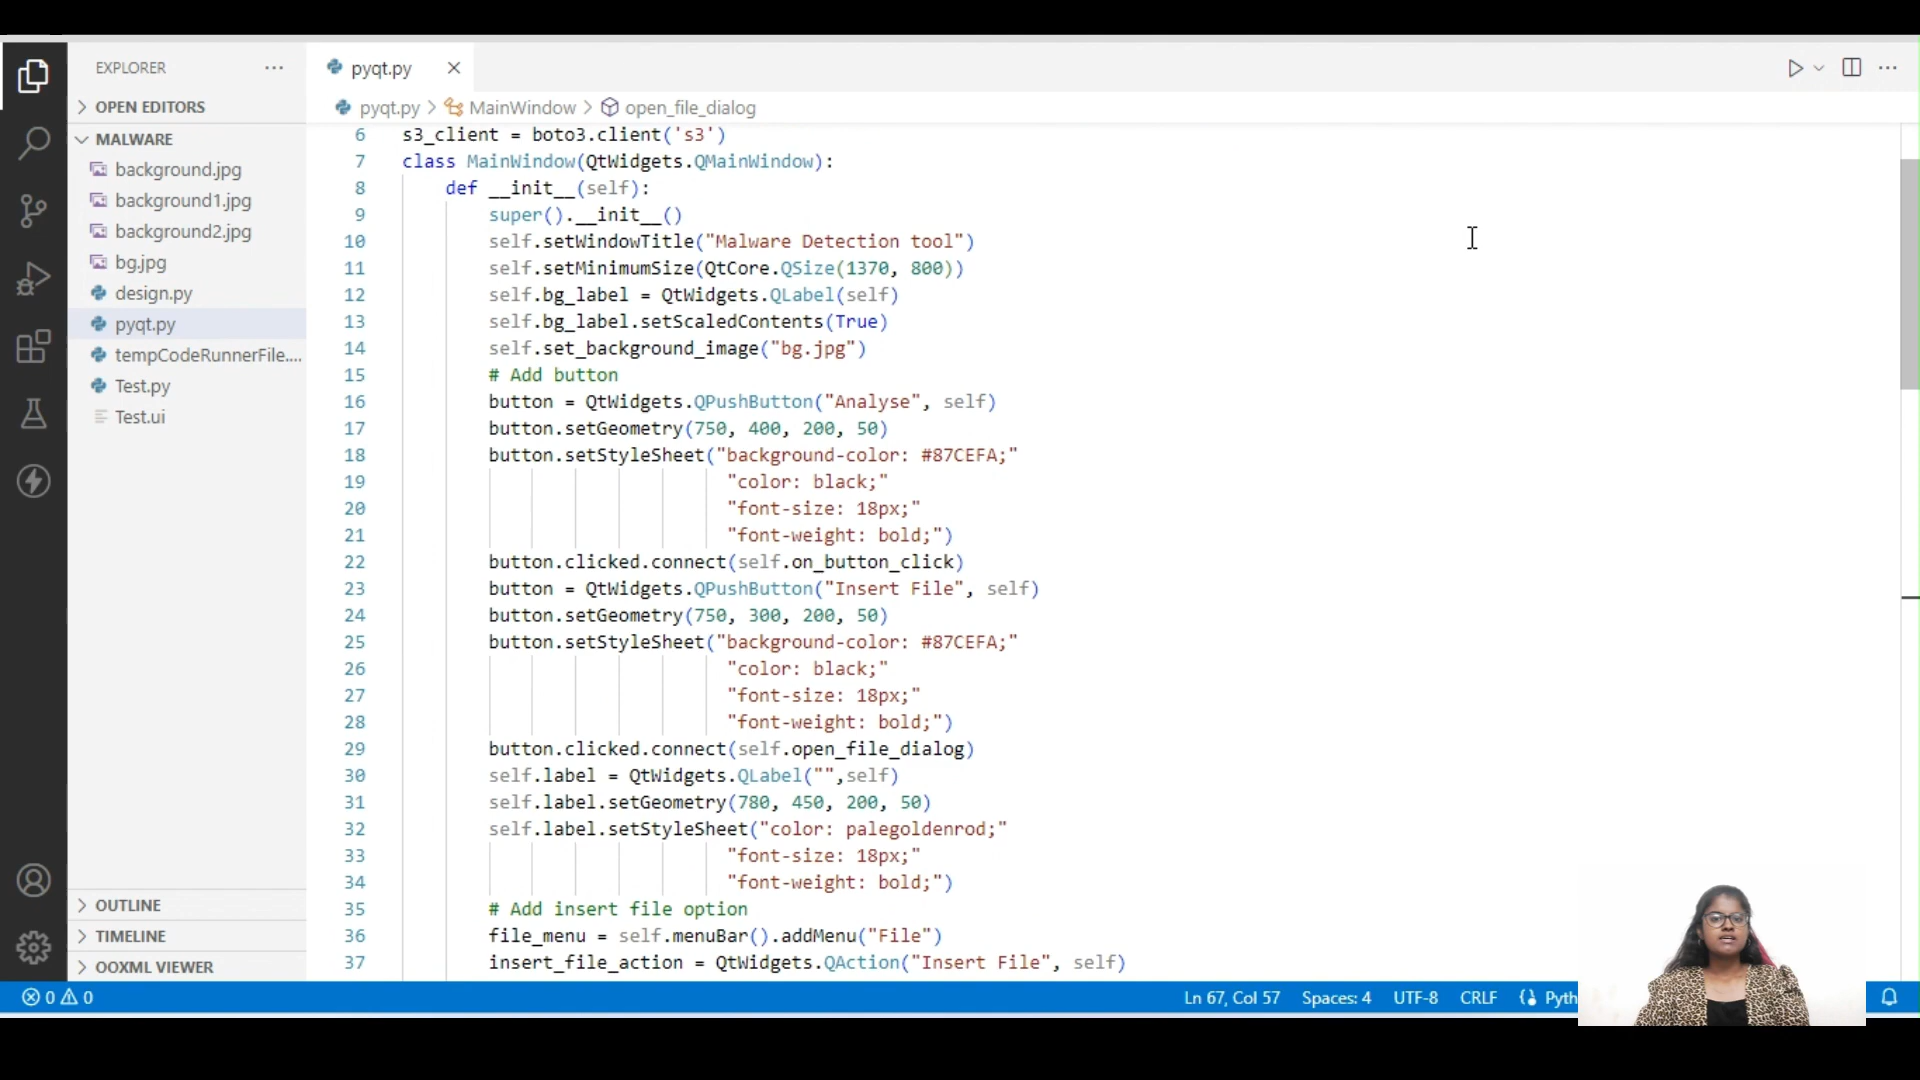 EXPLORER
OPEN EDITORS
MALWARE
background.jpg
background1.jpg
background2.jpg
bg.jpg
design.py
pyqt.py
tempCodeRunnerFile....
Test.py
Test.ui
OUTLINE
TIMELINE
OOXML VIEWER
pyqt.py
pyqt.py > MainWindow > open_file_dialog
6 s3_client = boto3.client('s3')
7 class MainWindow(QtWidgets.QMainWindow):
8 def __init__(self):
9 super().__init__()
10 self.setWindowTitle("Malware Detection tool")
11 self.setMinimumSize(QtCore.QSize(1370, 800))
12 self.bg_label = QtWidgets.QLabel(self)
13 self.bg_label.setScaledContents(True)
14 self.set_background_image("bg.jpg")
15 # Add button
16 button = QtWidgets.QPushButton("Analyse", self)
17 button.setGeometry(750, 400, 200, 50)
18 button.setStyleSheet("background-color: #87CEFA;"
19 "color: black;"
20 "font-size: 18px;"
21 "font-weight: bold;")
22 button.clicked.connect(self.on_button_click)
23 button = QtWidgets.QPushButton("Insert File", self)
24 button.setGeometry(750, 300, 200, 50)
25 button.setStyleSheet("background-color: #87CEFA;"
26 "color: black;"
27 "font-size: 18px;"
28 "font-weight: bold;")
29 button.clicked.connect(self.open_file_dialog)
30 self.label = QtWidgets.QLabel("",self)
31 self.label.setGeometry(780, 450, 200, 50)
32 self.label.setStyleSheet("color: palegoldenrod;"
33 "font-size: 18px;"
34 "font-weight: bold;")
35 # Add insert file option
36 file_menu = self.menuBar().addMenu("File")
37 insert_file_action = QtWidgets.QAction("Insert File", self)
0 0 Ln 67, Col 57 Spaces: 4 UTF-8 CRLF Pyth